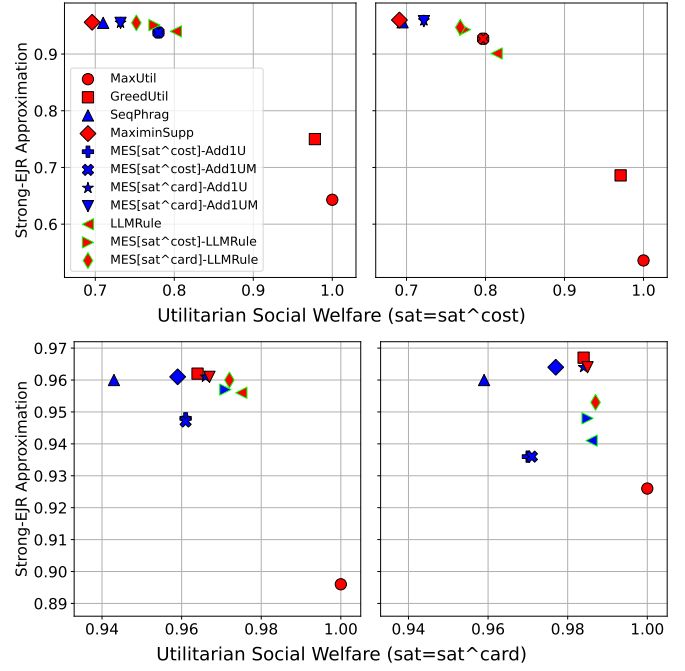 Strong-EJR Approximation
0.9
0.8
0.7
0.6
MaxUtil
GreedUtil
SeqPhrag
MaximinSupp
MES[sat^cost]-Add1U
MES[sat^cost]-Add1UM
MES[sat^card]-Add1U
MES[sat^card]-Add1UM
LLMRule
MES[sat^cost]-LLMRule
MES[sat^card]-LLMRule
0.7 0.8 0.9 1.0 0.7 0.8 0.9 1.0
Utilitarian Social Welfare (sat=sat^cost)
Strong-EJR Approximation
0.97
0.96
0.95
0.94
0.93
0.92
0.91
0.90
0.89
0.94 0.96 0.98 1.00 0.94 0.96 0.98 1.00
Utilitarian Social Welfare (sat=sat^card)